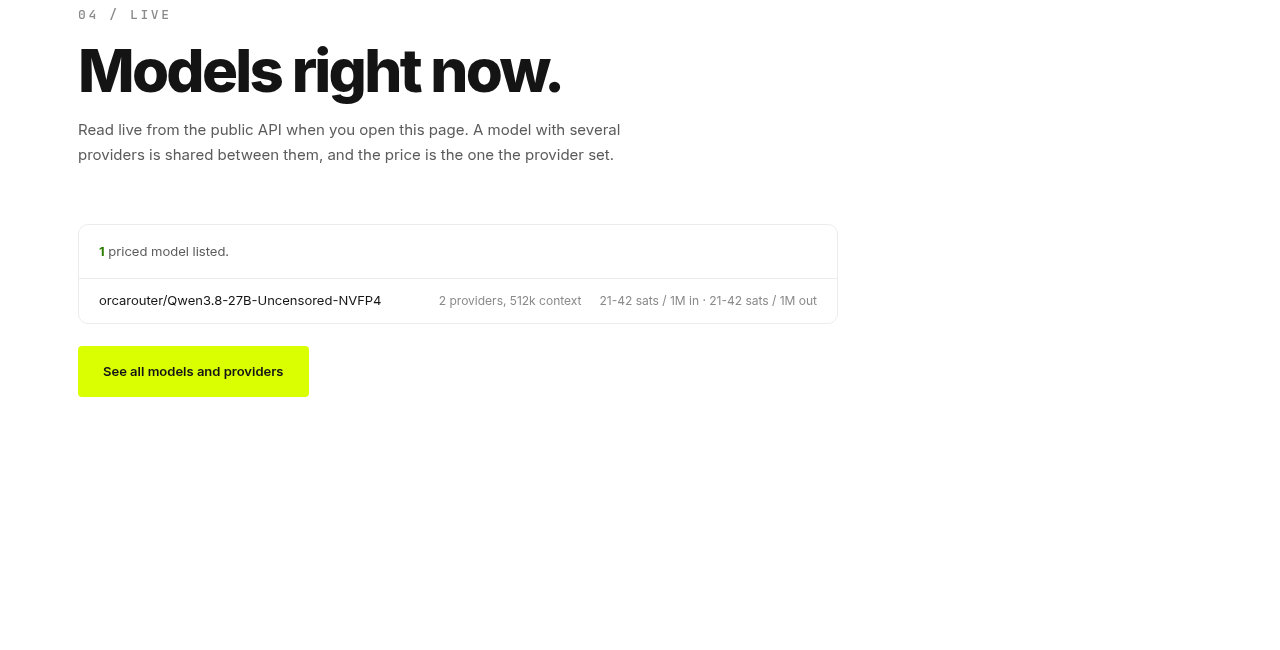 04 / LIVE
Models right now.
Read live from the public API when you open this page. A model with several
providers is shared between them, and the price is the one the provider set.
1 priced model listed.
orcarouter/Qwen3.8-27B-Uncensored-NVFP4 2 providers, 512k context 21-42 sats / 1M in · 21-42 sats / 1M out
See all models and providers